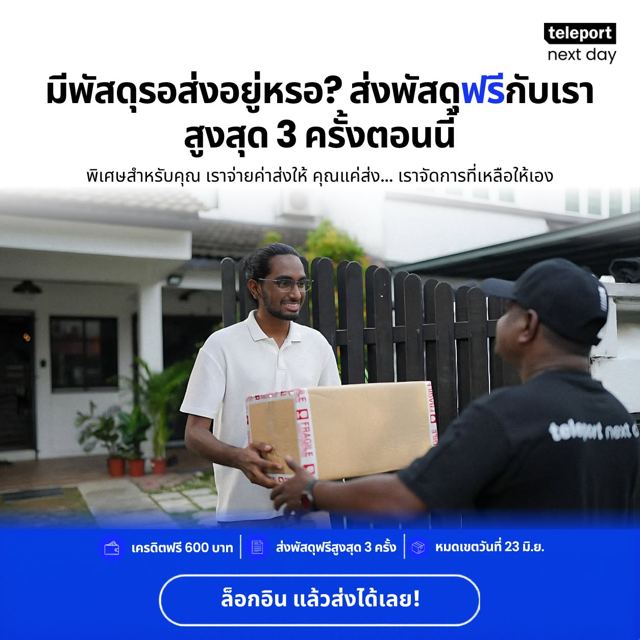 teleport
next day
มีพัสดุรอส่งอยู่หรอ? ส่งพัสดุฟรีกับเรา
สูงสุด 3 ครั้งตอนนี้
พิเศษสำหรับคุณ เราจ่ายค่าส่งให้ คุณแค่ส่ง... เราจัดการที่เหลือให้เอง
FRAGILE
teleport next d
เครดิตฟรี 600 บาท
ส่งพัสดุฟรีสูงสุด 3 ครั้ง
หมดเขตวันที่ 23 มิ.ย.
ล็อกอิน แล้วส่งได้เลย!